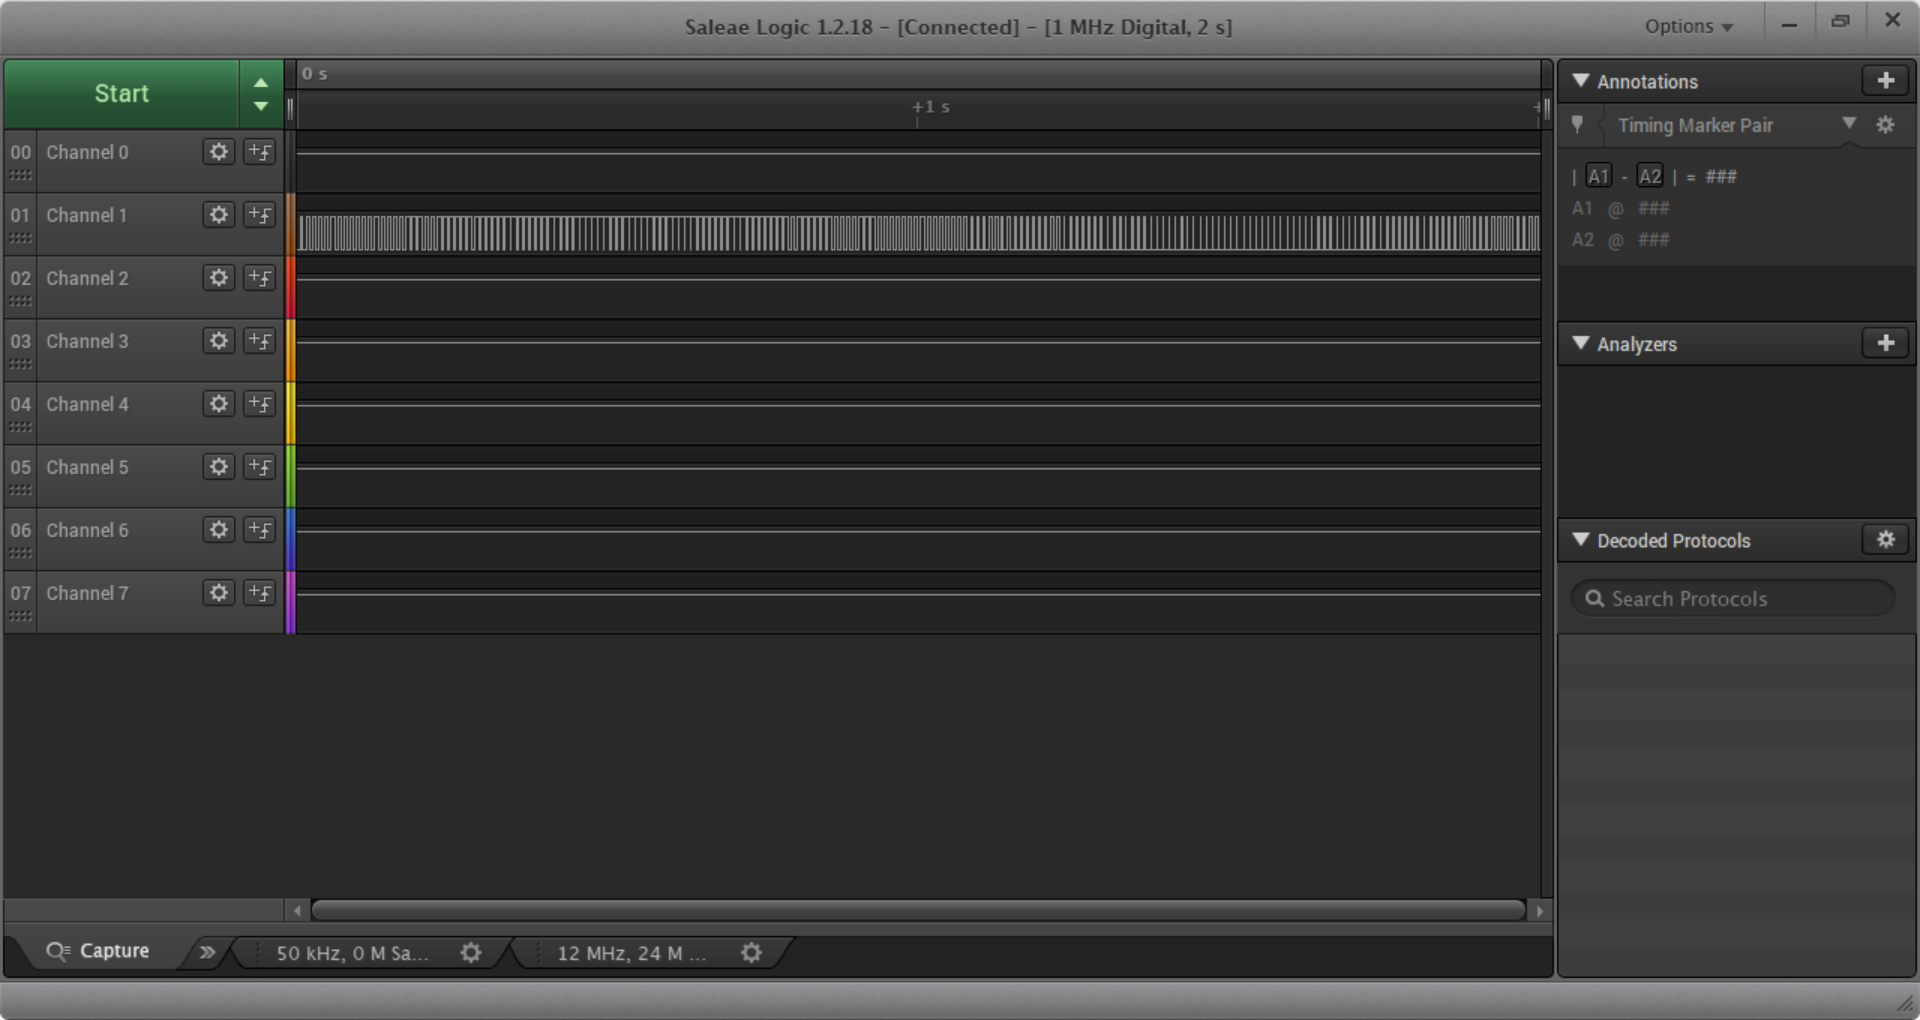 Saleae Logic 1.2.18 - [Connected] - [1 MHz Digital, 2 s]
Options
Start
0 s
+1 s
+
00 Channel 0
01 Channel 1
02 Channel 2
03 Channel 3
04 Channel 4
05 Channel 5
06 Channel 6
07 Channel 7
Annotations
Timing Marker Pair
| A1 - A2 | = ###
A1 @ ###
A2 @ ###
Analyzers
Decoded Protocols
Search Protocols
Capture
50 kHz, 0 M Sa...
12 MHz, 24 M ...